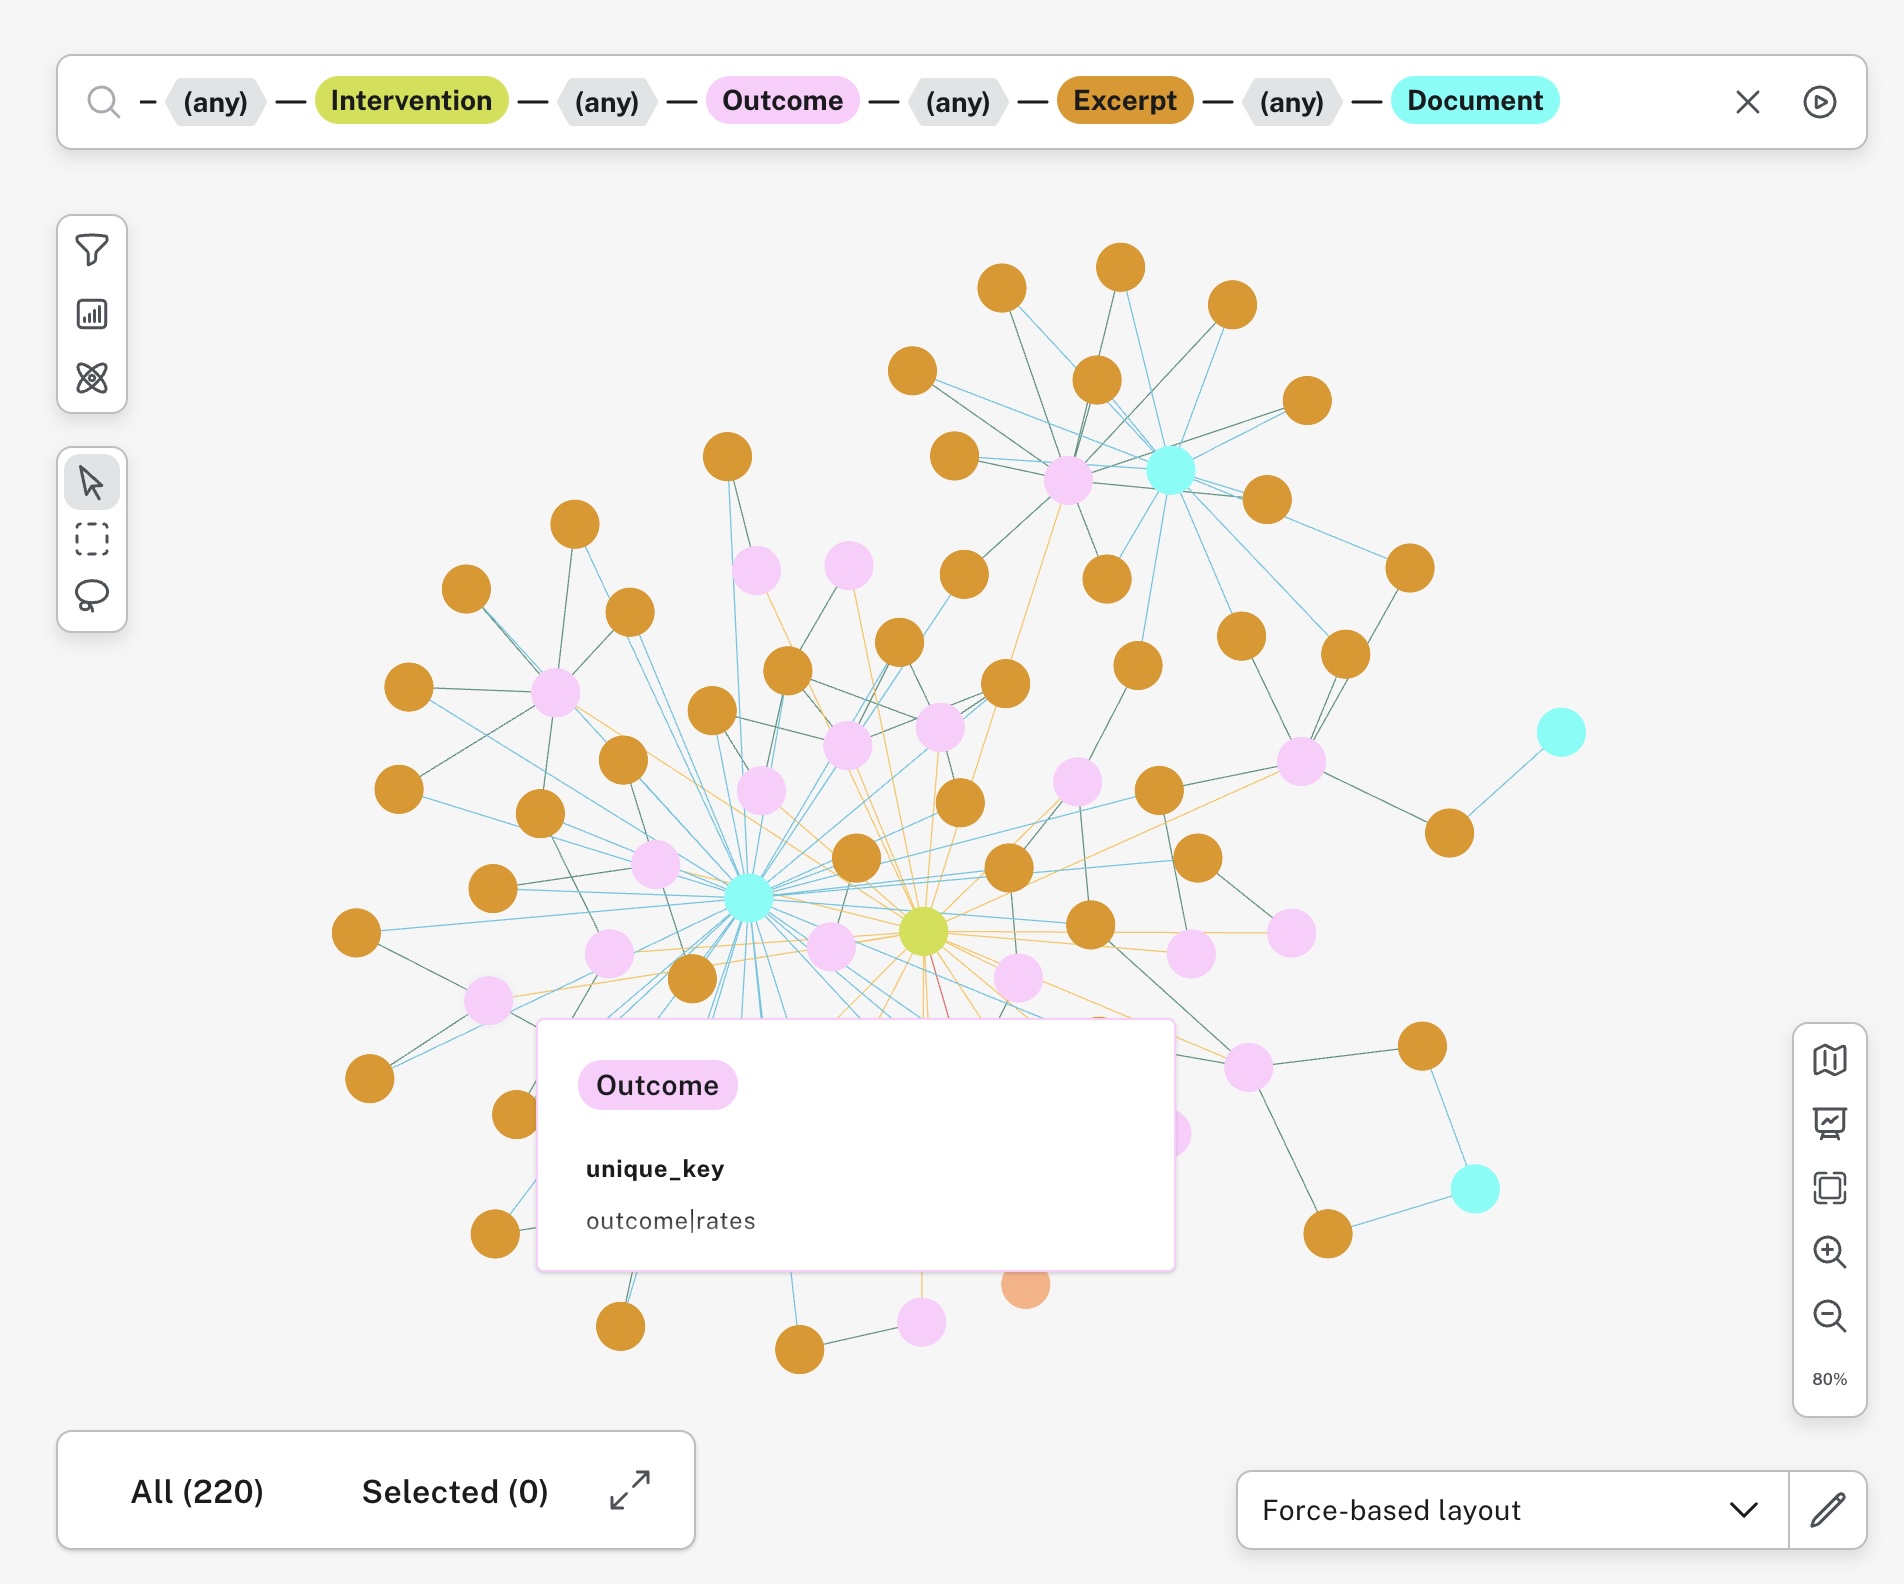 (any) Intervention (any) Outcome (any) Excerpt (any) Document
Outcome
unique_key
outcome|rates
80%
All (220) Selected (0)
Force-based layout